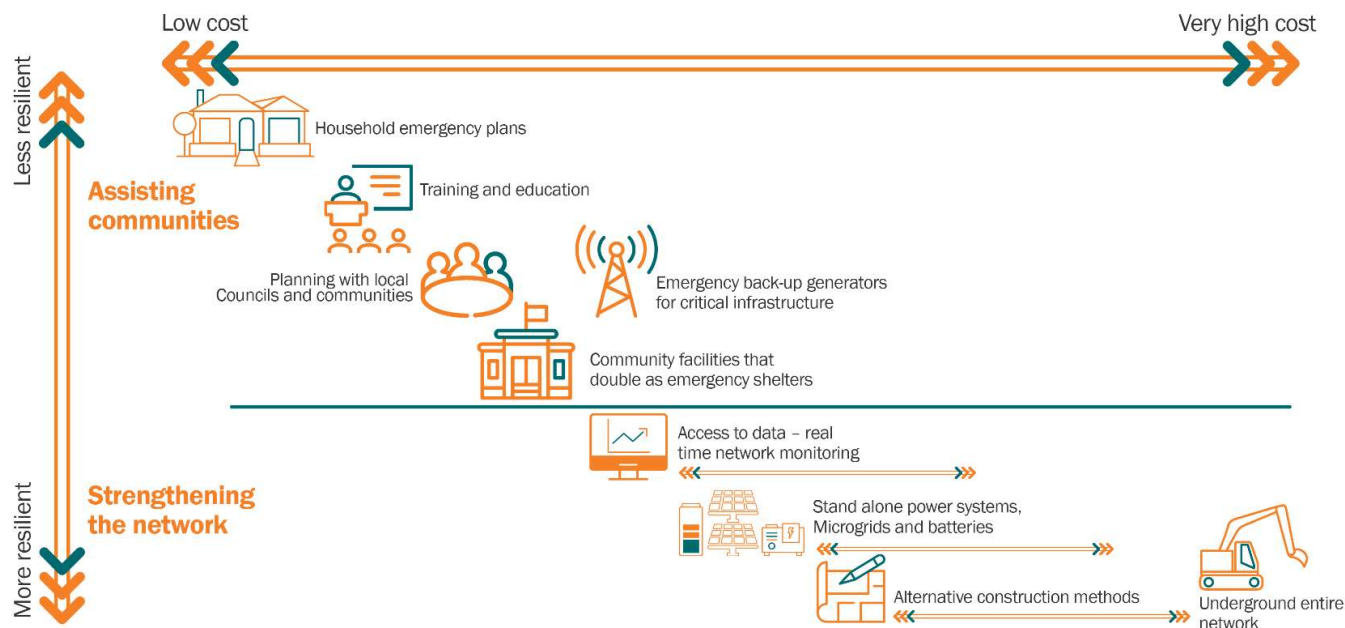 Low cost
Very high cost
Less resilient
Household emergency plans
Assisting
communities
Training and education
Planning with local
Councils and communities
Emergency back-up generators
for critical infrastructure
Community facilities that
double as emergency shelters
Access to data – real
time network monitoring
More resilient
Strengthening
the network
Stand alone power systems,
Microgrids and batteries
Alternative construction methods
Underground entire
network